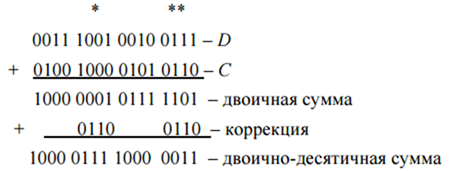 * **
0011 1001 0010 0111 – D
+ 0100 1000 0101 0110 – C
1000 0001 0111 1101 – двоичная сумма
+ 0110 0110 – коррекция
1000 0111 1000 0011 – двоично-десятичная сумма